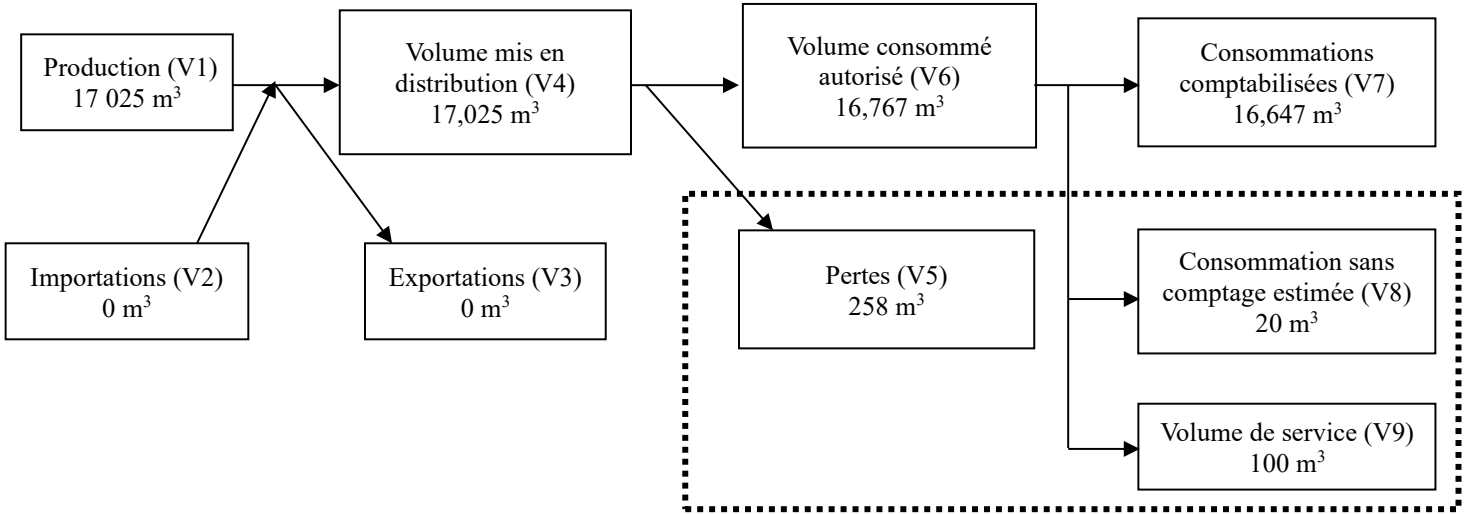 Production (V1)
17 025 m³
Volume mis en
distribution (V4)
17,025 m³
Volume consommé
autorisé (V6)
16,767 m³
Consommations
comptabilisées (V7)
16,647 m³
Importations (V2)
0 m³
Exportations (V3)
0 m³
Pertes (V5)
258 m³
Consommation sans
comptage estimée (V8)
20 m³
Volume de service (V9)
100 m³